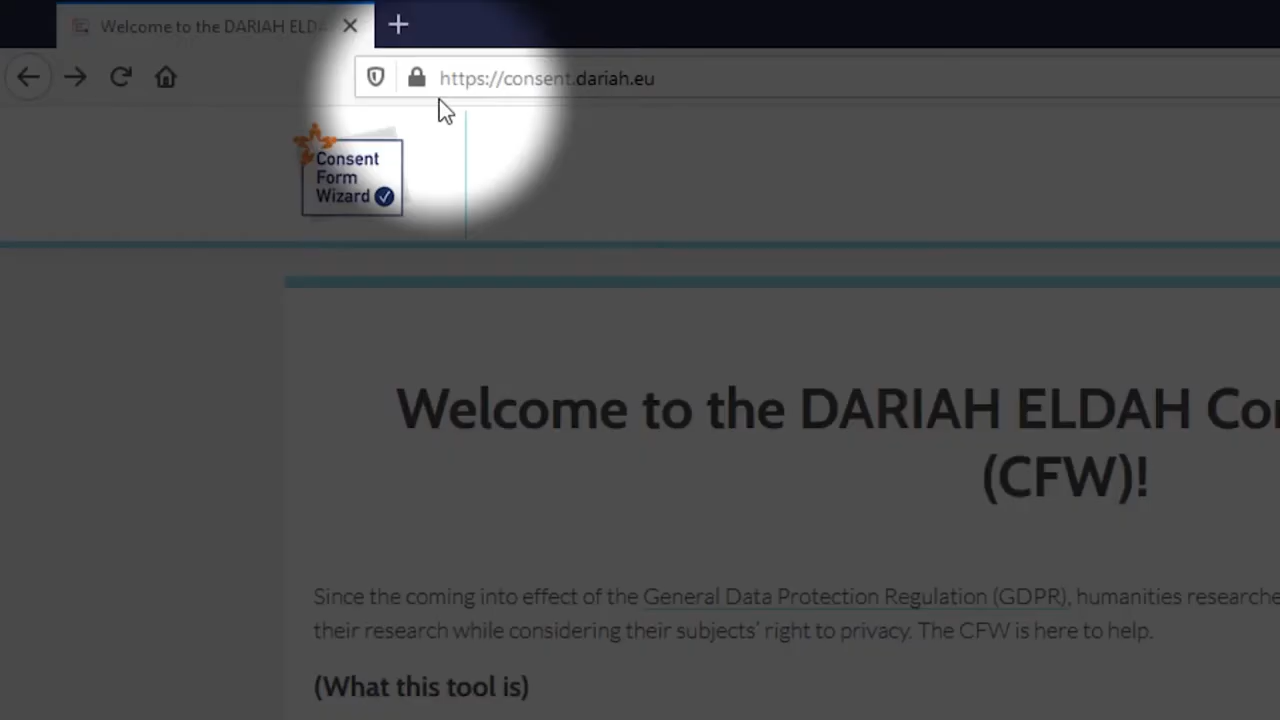 Welcome to the DARIAH ELDA
https://consent.dariah.eu
Consent
Form
Wizard
Welcome to the DARIAH ELDAH Co
(CFW)!
Since the coming into effect of the General Data Protection Regulation (GDPR), humanities researche
their research while considering their subjects' right to privacy. The CFW is here to help.
(What this tool is)